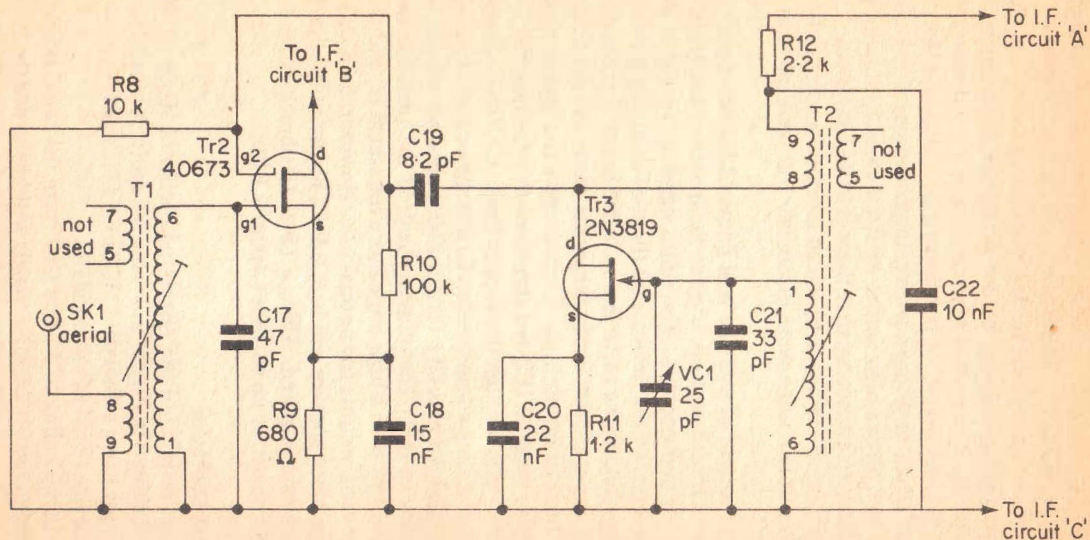 To I.F.
circuit 'A'
To I.F.
circuit 'B'
R12
2·2 k
R8
10 k
T2
9
7
not
used
8
5
C19
8·2 pF
g2
d
Tr2
40673
T1
g1
s
7
6
not
used
5
Tr3
2N3819
d
g
s
R10
100 k
1
C22
10 nF
C21
33
pF
SK1
aerial
C17
47
pF
VC1
25
pF
8
9
1
R9
680
Ω
C18
15
nF
C20
22
nF
R11
1·2 k
6
To I.F.
circuit 'C'